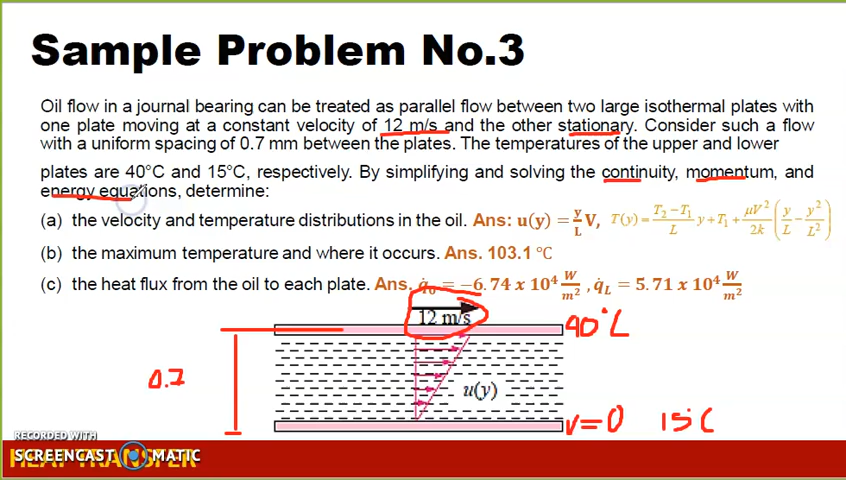 Sample Problem No.3
Oil flow in a journal bearing can be treated as parallel flow between two large isothermal plates with
one plate moving at a constant velocity of 12 m/s and the other stationary. Consider such a flow
with a uniform spacing of 0.7 mm between the plates. The temperatures of the upper and lower
plates are 40°C and 15°C, respectively. By simplifying and solving the continuity, momentum, and
energy equations, determine:
(a) the velocity and temperature distributions in the oil. Ans: u(y) = y/L V, T(y) = (T₂ − T₁)/L y + T₁ + μV²/2k (y/L − y²/L²)
(b) the maximum temperature and where it occurs. Ans. 103.1 °C
(c) the heat flux from the oil to each plate. Ans. q̇₀ = −6.74 x 10⁴ W/m², q̇L = 5.71 x 10⁴ W/m²
12 m/s
40°C
0.7
u(y)
v=0 15°C
RECORDED WITH
SCREENCAST MATIC
HEAT TRANSFER